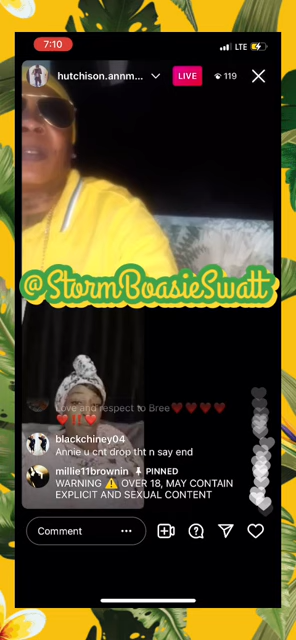 7:10
LTE
hutchison.annm...
LIVE
119
@StormBoasieSwatt
Love and respect to Bree❤️❤️❤️❤️
❤️‼️❤️
blackchiney04
Annie u cnt drop tht n say end
millie11brownin PINNED
WARNING ⚠️ OVER 18, MAY CONTAIN
EXPLICIT AND SEXUAL CONTENT
Comment